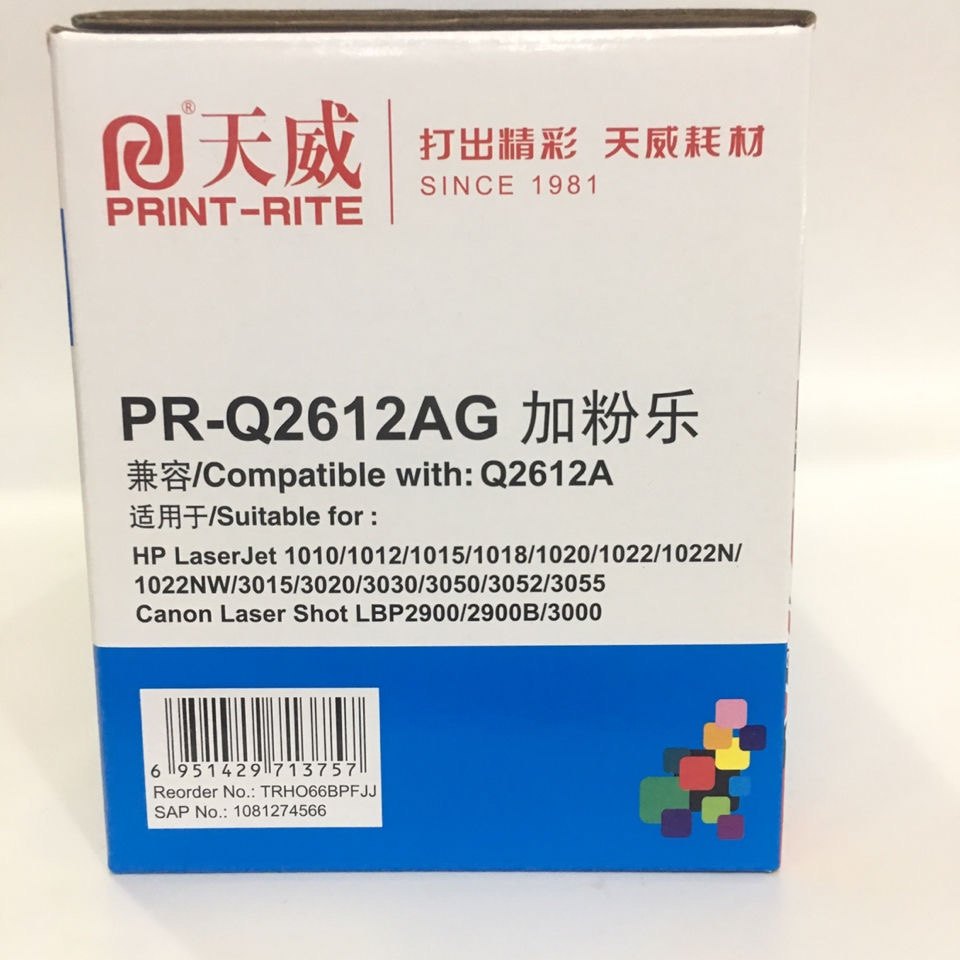 ®天威
PRINT-RITE
打出精彩 天威耗材
SINCE 1981
PR-Q2612AG 加粉乐
兼容/Compatible with: Q2612A
适用于/Suitable for :
HP LaserJet 1010/1012/1015/1018/1020/1022/1022N/
1022NW/3015/3020/3030/3050/3052/3055
Canon Laser Shot LBP2900/2900B/3000
6 951429 713757
Reorder No.: TRHO66BPFJJ
SAP No.: 1081274566